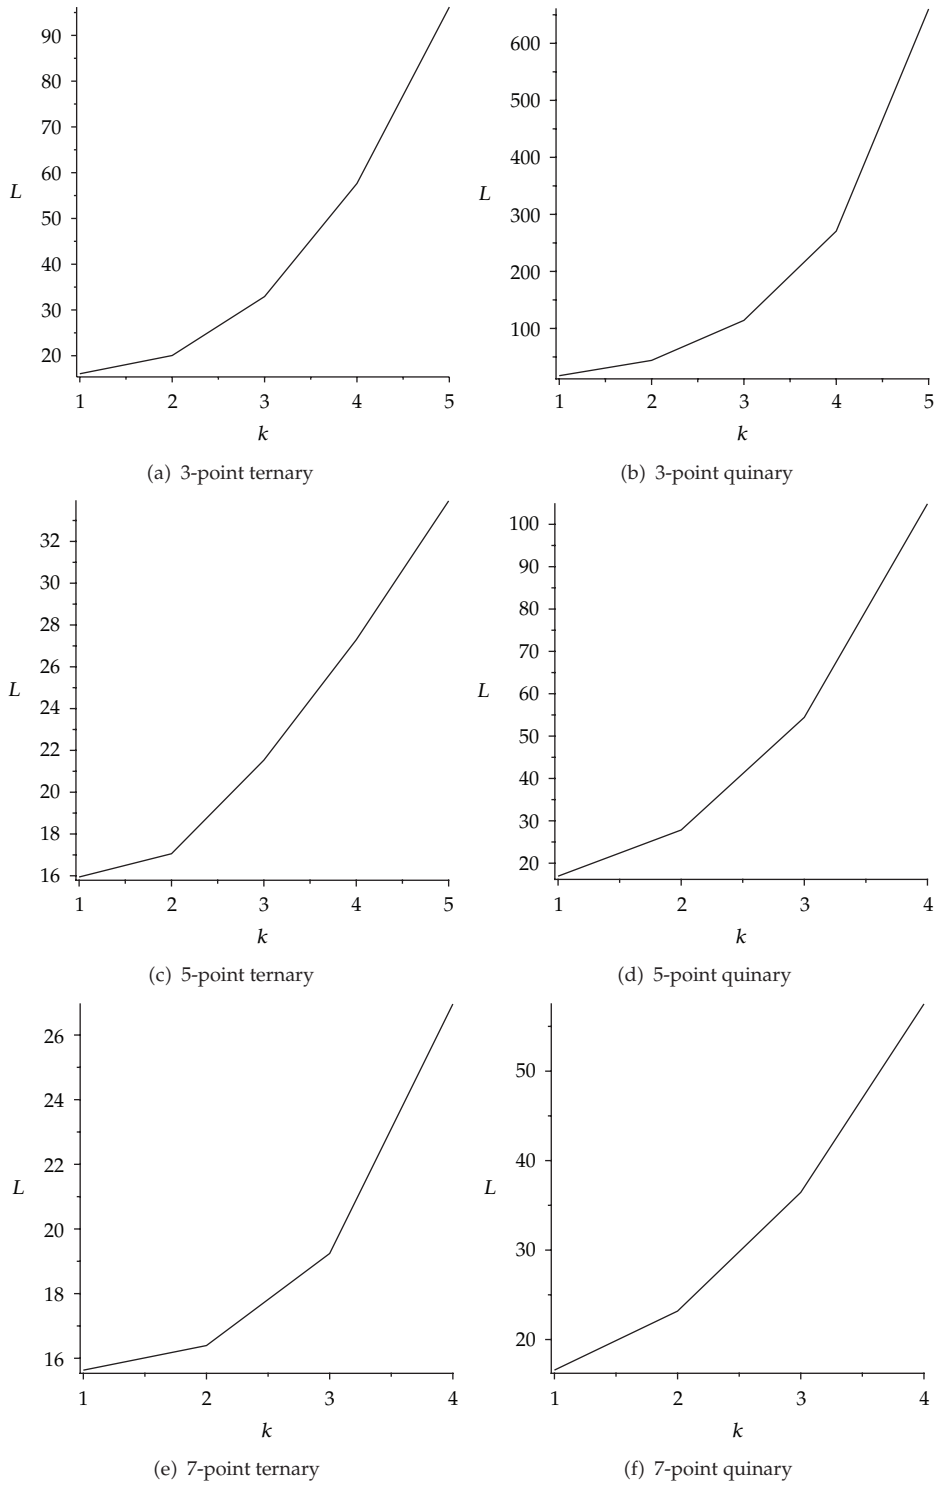 90
80
70
60
50
40
30
20
L
1 2 3 4 5
k
(a) 3-point ternary
600
500
400
300
200
100
L
1 2 3 4 5
k
(b) 3-point quinary
32
30
28
26
24
22
20
18
16
L
1 2 3 4 5
k
(c) 5-point ternary
100
90
80
70
60
50
40
30
20
L
1 2 3 4
k
(d) 5-point quinary
26
24
22
20
18
16
L
1 2 3 4
k
(e) 7-point ternary
50
40
30
20
L
1 2 3 4
k
(f) 7-point quinary